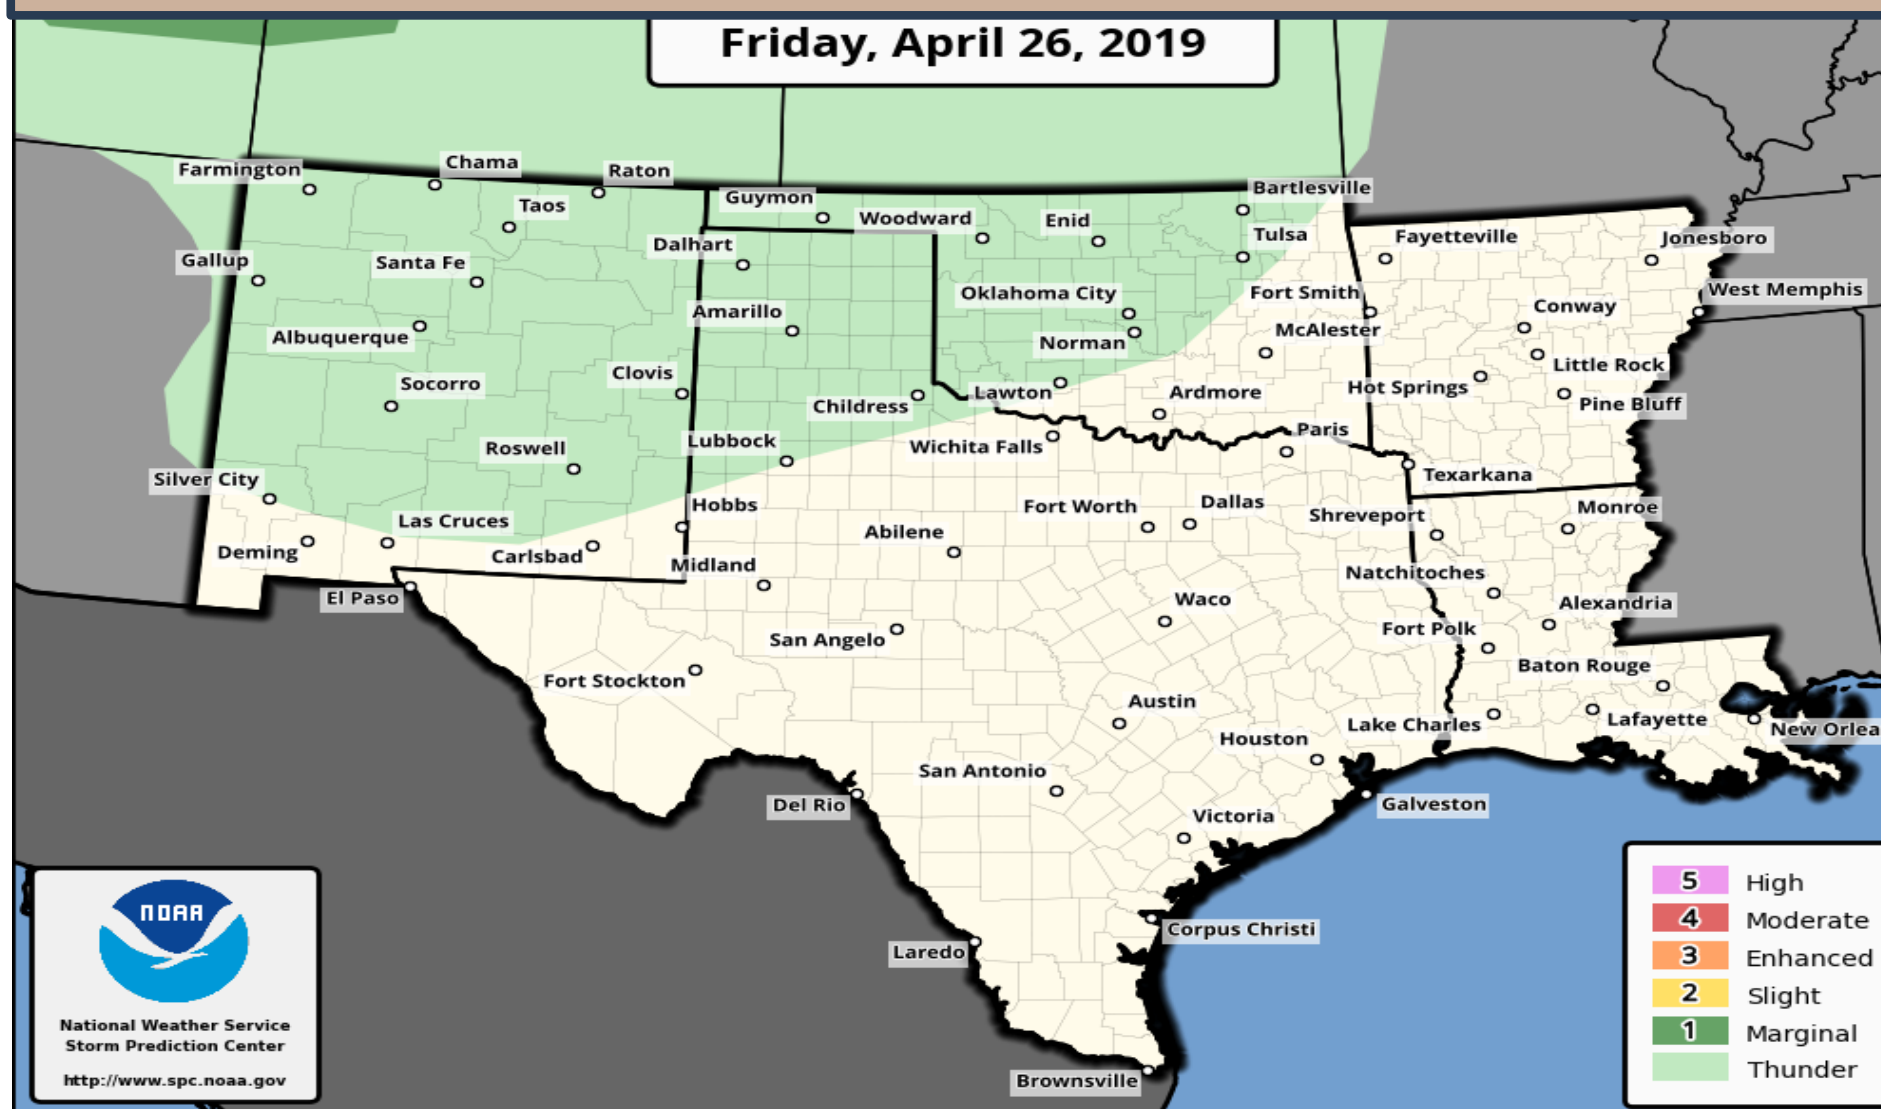 Friday, April 26, 2019
Farmington
Chama
Raton
Taos
Guymon
Woodward
Enid
Bartlesville
Tulsa
Dalhart
Gallup
Santa Fe
Fayetteville
Jonesboro
Oklahoma City
Fort Smith
West Memphis
Amarillo
Conway
Albuquerque
Norman
McAlester
Little Rock
Clovis
Socorro
Childress
Lawton
Ardmore
Hot Springs
Pine Bluff
Roswell
Lubbock
Wichita Falls
Paris
Texarkana
Silver City
Hobbs
Fort Worth
Dallas
Shreveport
Monroe
Las Cruces
Abilene
Deming
Carlsbad
Midland
Natchitoches
El Paso
Waco
Alexandria
San Angelo
Fort Polk
Fort Stockton
Baton Rouge
Austin
Lake Charles
Lafayette
New Orlea
Houston
San Antonio
Del Rio
Victoria
Galveston
Corpus Christi
Laredo
Brownsville
NOAA
National Weather Service
Storm Prediction Center
http://www.spc.noaa.gov
5 High
4 Moderate
3 Enhanced
2 Slight
1 Marginal
Thunder